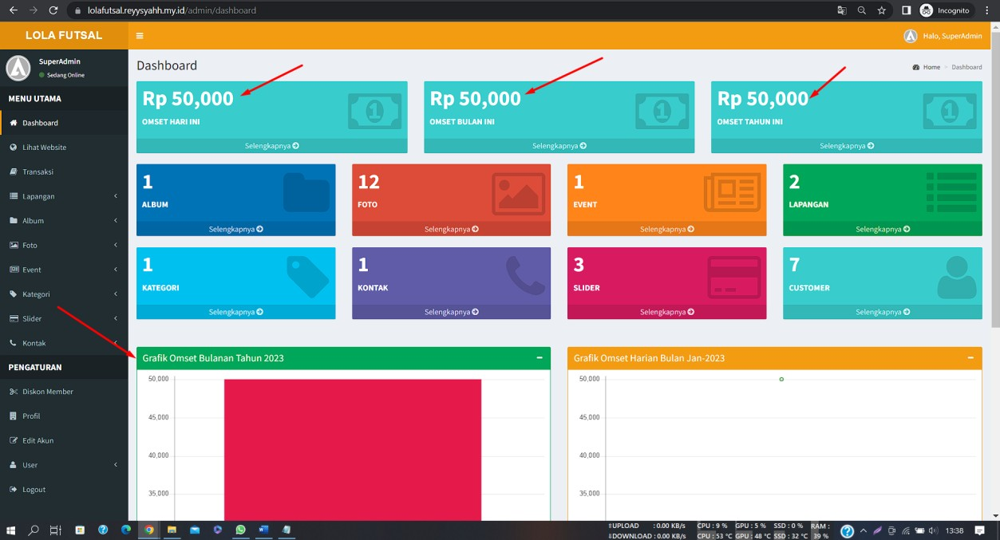 lolafutsal.reyysyahh.my.id/admin/dashboard
Incognito
LOLA FUTSAL
Halo, SuperAdmin
SuperAdmin
Sedang Online
MENU UTAMA
Dashboard
Lihat Website
Transaksi
Lapangan
Album
Foto
Event
Kategori
Slider
Kontak
PENGATURAN
Diskon Member
Profil
Edit Akun
User
Logout
Dashboard
Home > Dashboard
Rp 50,000
OMSET HARI INI
Selengkapnya
Rp 50,000
OMSET BULAN INI
Selengkapnya
Rp 50,000
OMSET TAHUN INI
Selengkapnya
1
ALBUM
Selengkapnya
12
FOTO
Selengkapnya
1
EVENT
Selengkapnya
2
LAPANGAN
Selengkapnya
1
KATEGORI
Selengkapnya
1
KONTAK
Selengkapnya
3
SLIDER
Selengkapnya
7
CUSTOMER
Selengkapnya
Grafik Omset Bulanan Tahun 2023
50,000
45,000
40,000
35,000
Grafik Omset Harian Bulan Jan-2023
50,000
45,000
40,000
35,000
UPLOAD : 0.00 KB/s CPU : 9 % GPU : 5 % SSD : 0 % RAM :
DOWNLOAD : 0.00 KB/s CPU : 53 °C GPU : 48 °C SSD : 32 °C 39 %
13:38